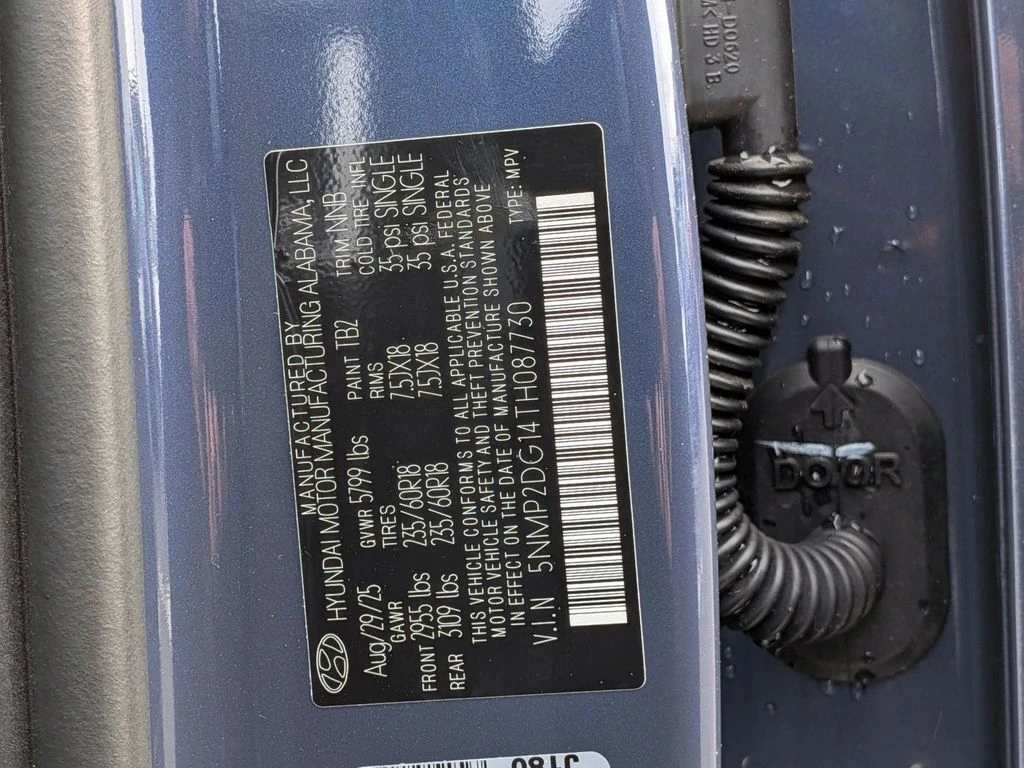 MANUFACTURED BY
HYUNDAI MOTOR MANUFACTURING ALABAMA, LLC
Aug/29/25 GVWR 5799 lbs PAINT TB2 TRIM NNB
GAWR TIRES RIMS COLD TIRE INFL
FRONT 2955 lbs 235/60R18 7.5JX18 35 psi SINGLE
REAR 3109 lbs 235/60R18 7.5JX18 35 psi SINGLE
THIS VEHICLE CONFORMS TO ALL APPLICABLE U.S.A. FEDERAL
MOTOR VEHICLE SAFETY AND THEFT PREVENTION STANDARDS
IN EFFECT ON THE DATE OF MANUFACTURE SHOWN ABOVE.
V.I.N 5NMP2DG14TH087730 TYPE: MPV
DOOR
D0620
HD 3 B